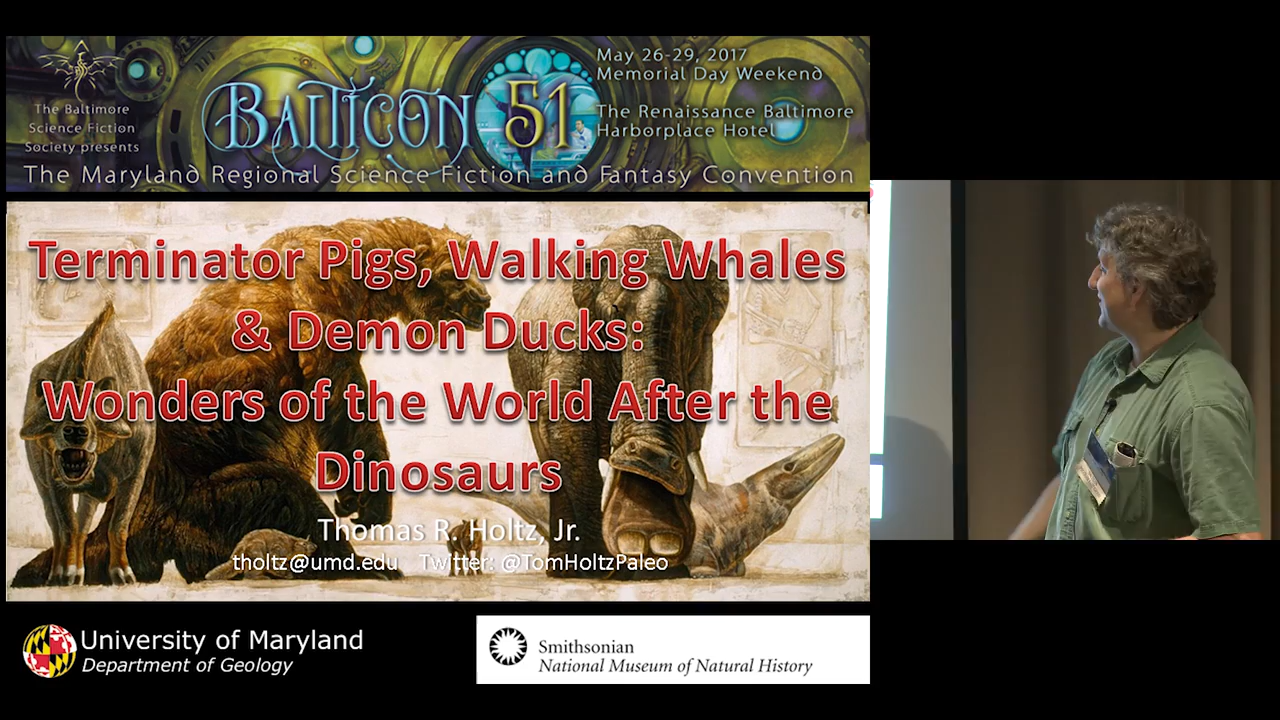 The Baltimore
Science Fiction
Society presents
BALTICON 51
May 26-29, 2017
Memorial Day Weekend
The Renaissance Baltimore
Harborplace Hotel
The Maryland Regional Science Fiction and Fantasy Convention
Terminator Pigs, Walking Whales
& Demon Ducks:
Wonders of the World After the
Dinosaurs
Thomas R. Holtz, Jr.
tholtz@umd.edu Twitter: @TomHoltzPaleo
University of Maryland
Department of Geology
Smithsonian
National Museum of Natural History